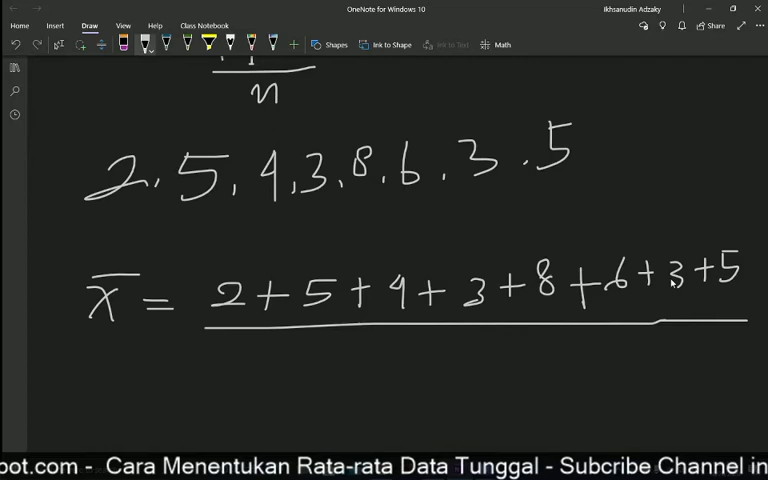 OneNote for Windows 10
Ikhsanudin Adzaky
Home Insert Draw View Help Class Notebook
Share
Shapes Ink to Shape Ink to Text Math
n
2, 5, 4, 3, 8, 6, 3, 5
x̄ = 2 + 5 + 4 + 3 + 8 + 6 + 3 + 5
pot.com - Cara Menentukan Rata-rata Data Tunggal - Subcribe Channel in